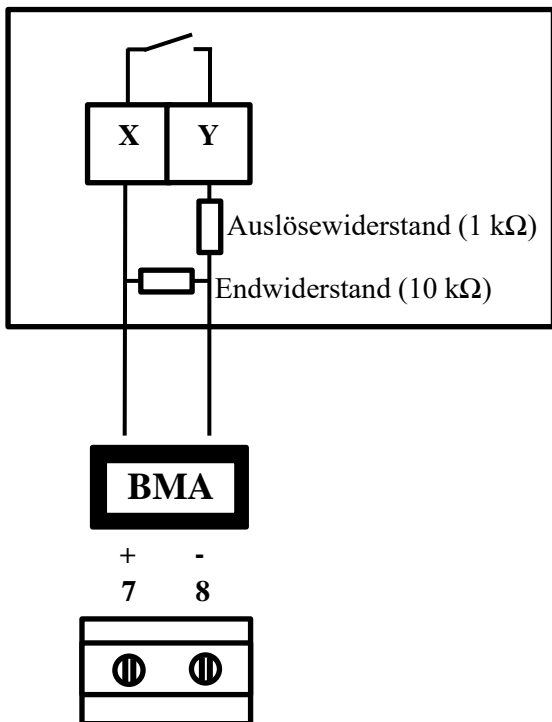 X Y
Auslösewiderstand (1 kΩ)
Endwiderstand (10 kΩ)
BMA
+ -
7 8